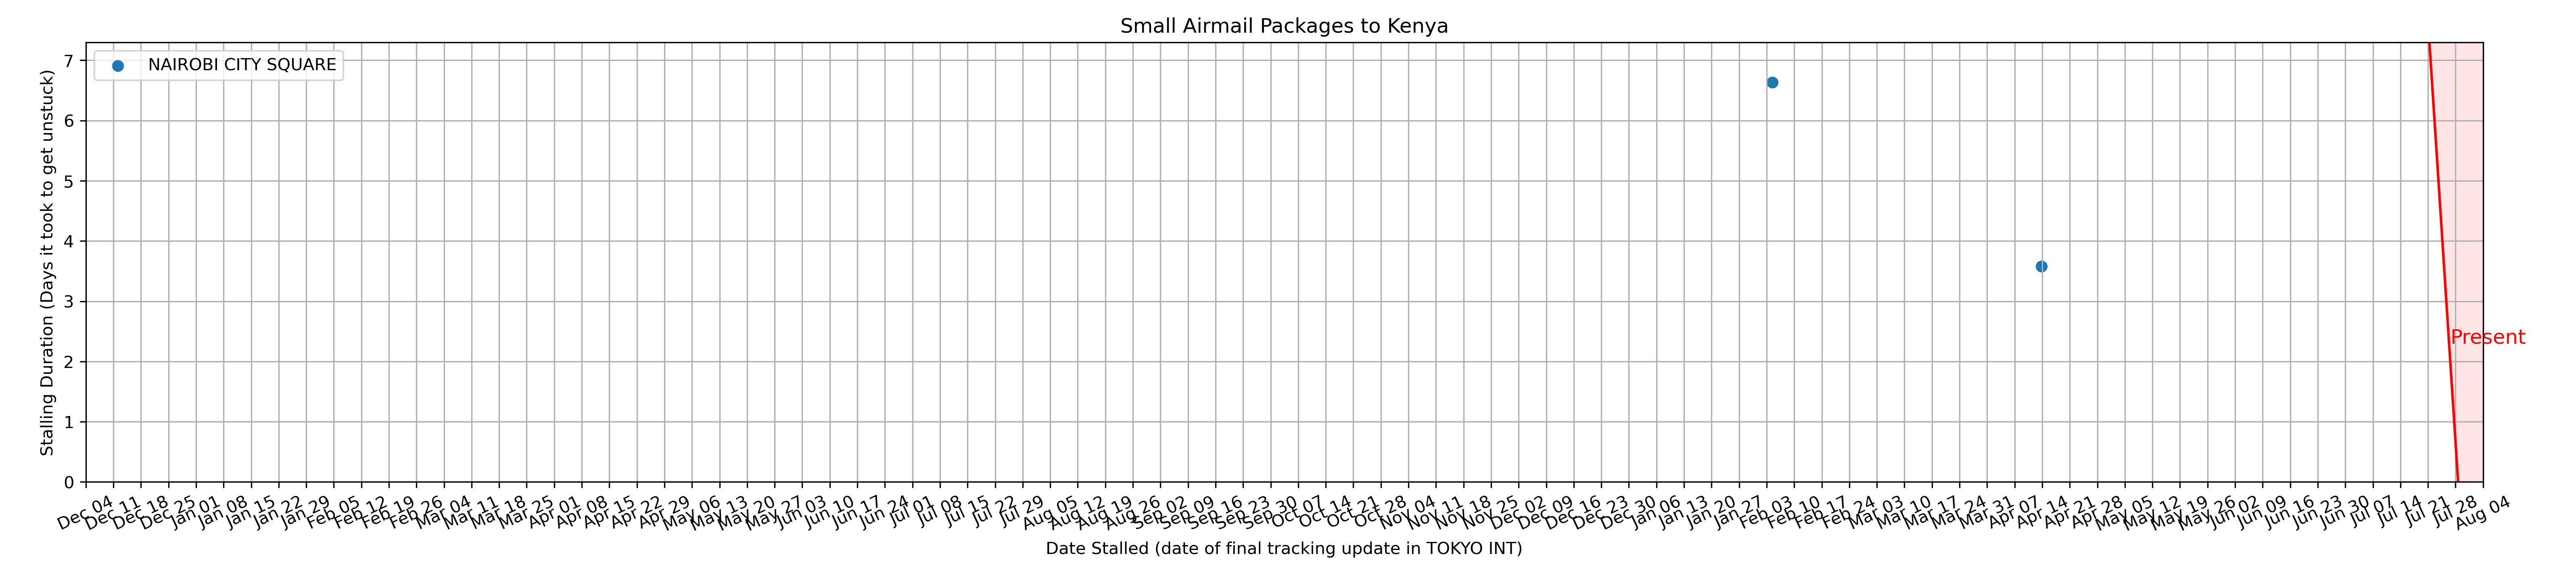 Small Airmail Packages to Kenya
NAIROBI CITY SQUARE
7
6
5
4
3
2
1
0
Stalling Duration (Days it took to get unstuck)
Present
Dec 04
Dec 11
Dec 18
Dec 25
Jan 01
Jan 08
Jan 15
Jan 22
Jan 29
Feb 05
Feb 12
Feb 19
Feb 26
Mar 04
Mar 11
Mar 18
Mar 25
Apr 01
Apr 08
Apr 15
Apr 22
Apr 29
May 06
May 13
May 20
May 27
Jun 03
Jun 10
Jun 17
Jun 24
Jul 01
Jul 08
Jul 15
Jul 22
Jul 29
Aug 05
Aug 12
Aug 19
Aug 26
Sep 02
Sep 09
Sep 16
Sep 23
Sep 30
Oct 07
Oct 14
Oct 21
Oct 28
Nov 04
Nov 11
Nov 18
Nov 25
Dec 02
Dec 09
Dec 16
Dec 23
Dec 30
Jan 06
Jan 13
Jan 20
Jan 27
Feb 03
Feb 10
Feb 17
Feb 24
Mar 03
Mar 10
Mar 17
Mar 24
Mar 31
Apr 07
Apr 14
Apr 21
Apr 28
May 05
May 12
May 19
May 26
Jun 02
Jun 09
Jun 16
Jun 23
Jun 30
Jul 07
Jul 14
Jul 21
Jul 28
Aug 04
Date Stalled (date of final tracking update in TOKYO INT)